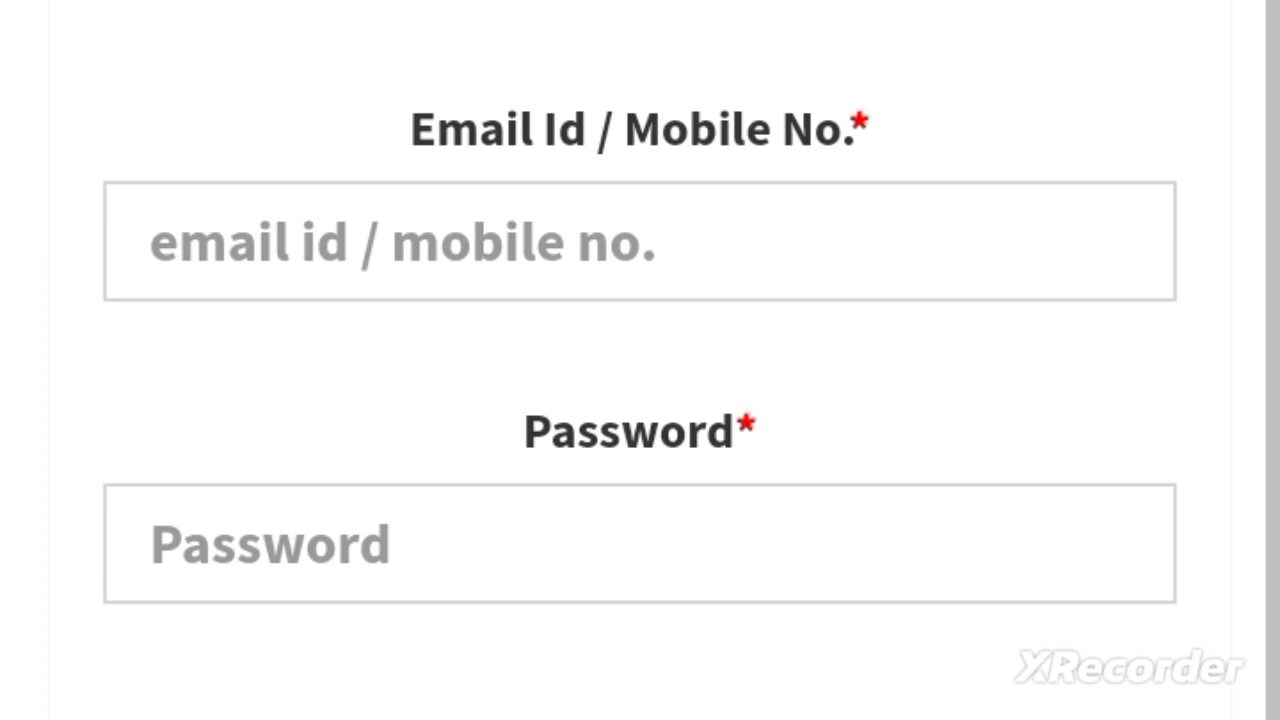 Email Id / Mobile No.*
email id / mobile no.
Password*
Password
XRecorder